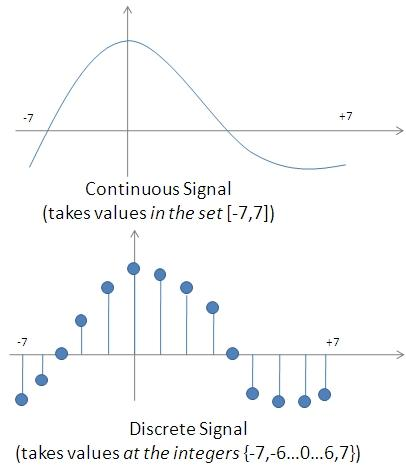 -7 +7
Continuous Signal
(takes values in the set [-7,7])
-7 +7
Discrete Signal
(takes values at the integers {-7,-6...0...6,7})